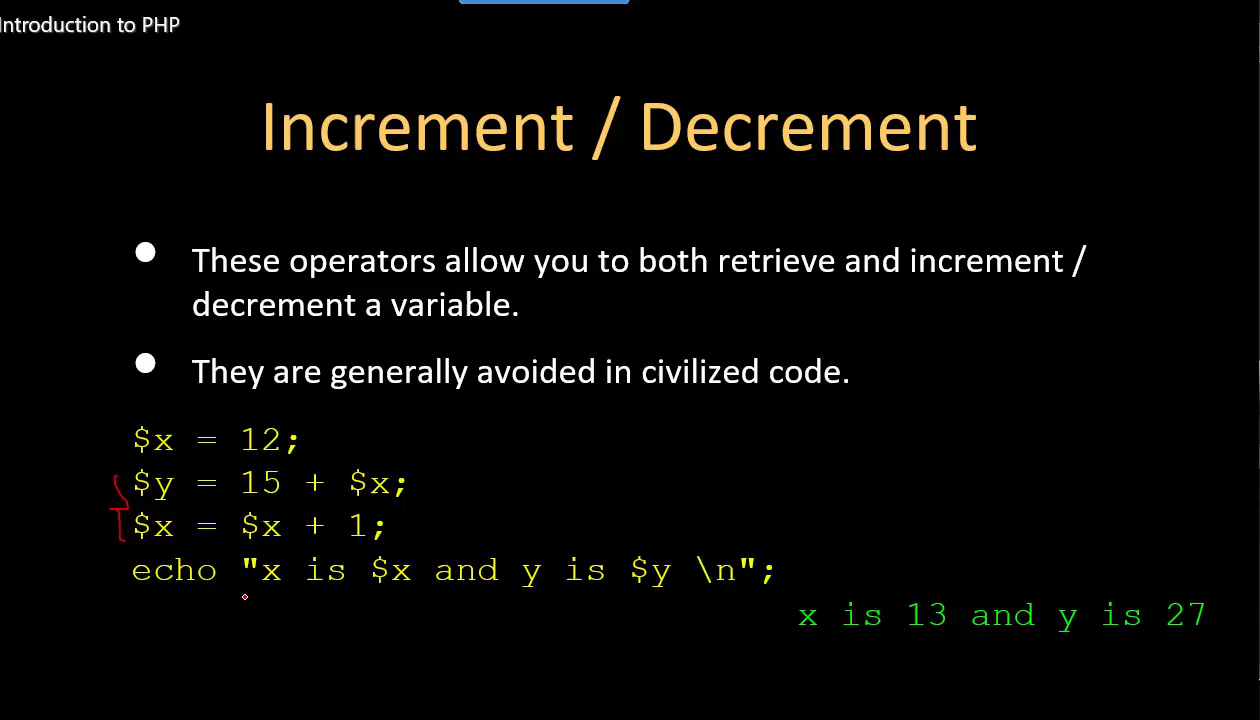 Introduction to PHP
Increment / Decrement
These operators allow you to both retrieve and increment /
decrement a variable.
They are generally avoided in civilized code.
$x = 12;
$y = 15 + $x;
$x = $x + 1;
echo "x is $x and y is $y \n";
x is 13 and y is 27